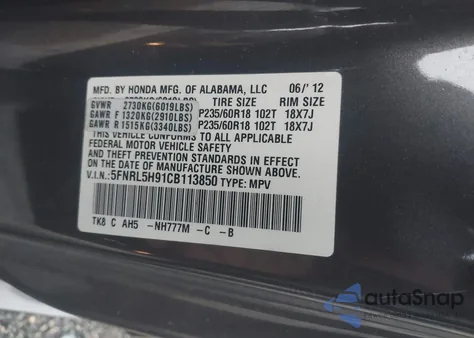 MFD. BY HONDA MFG. OF ALABAMA, LLC 06/'12
GVWR 2730KG(6019LBS) TIRE SIZE RIM SIZE
GAWR F 1320KG(2910LBS) P235/60R18 102T 18X7J
GAWR R 1515KG(3340LBS) P235/60R18 102T 18X7J
THIS VEHICLE CONFORMS TO ALL APPLICABLE
FEDERAL MOTOR VEHICLE SAFETY
STANDARDS IN EFFECT ON THE DATE OF
MANUFACTURE SHOWN ABOVE.
V.I.N.: 5FNRL5H91CB113850 TYPE: MPV
TK8 C AH5 -NH777M -C -B
autoSnap